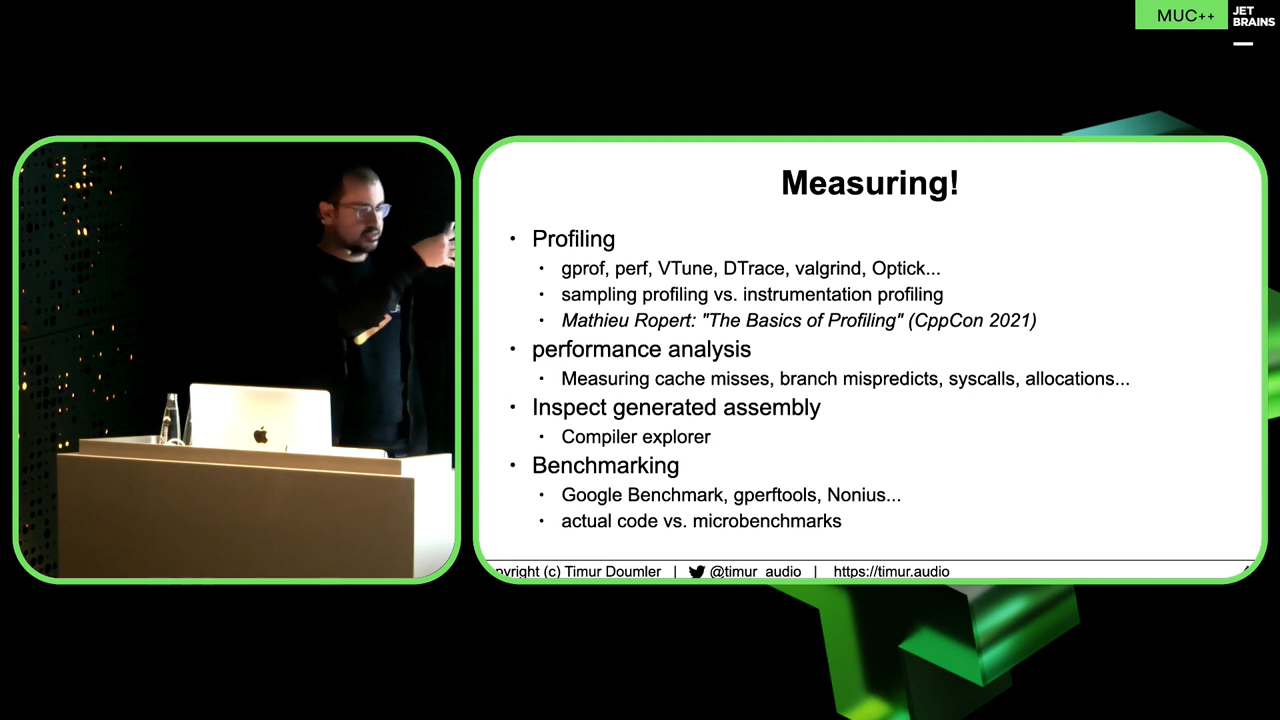 MUC++
JET
BRAINS
Measuring!
• Profiling
• gprof, perf, VTune, DTrace, valgrind, Optick...
• sampling profiling vs. instrumentation profiling
• Mathieu Ropert: "The Basics of Profiling" (CppCon 2021)
• performance analysis
• Measuring cache misses, branch mispredicts, syscalls, allocations...
• Inspect generated assembly
• Compiler explorer
• Benchmarking
• Google Benchmark, gperftools, Nonius...
• actual code vs. microbenchmarks
(c) Timur Doumler | @timur_audio | https://timur.audio